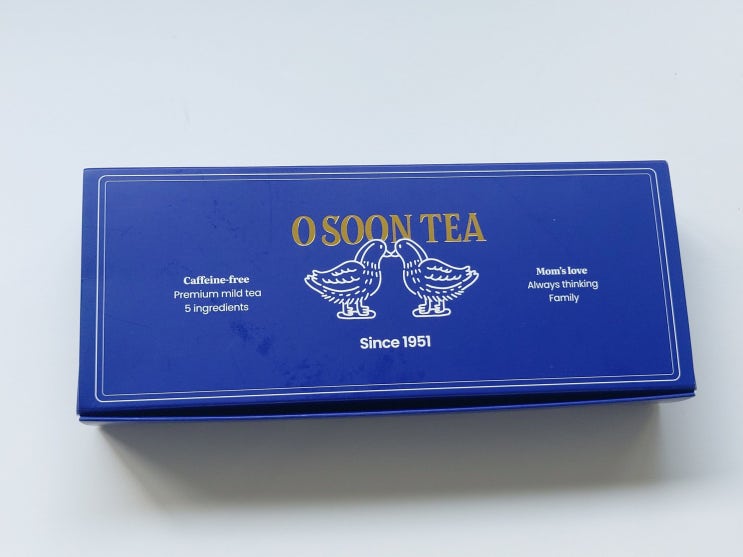 O SOON TEA
Caffeine-free
Premium mild tea
5 ingredients
Mom's love
Always thinking
Family
Since 1951